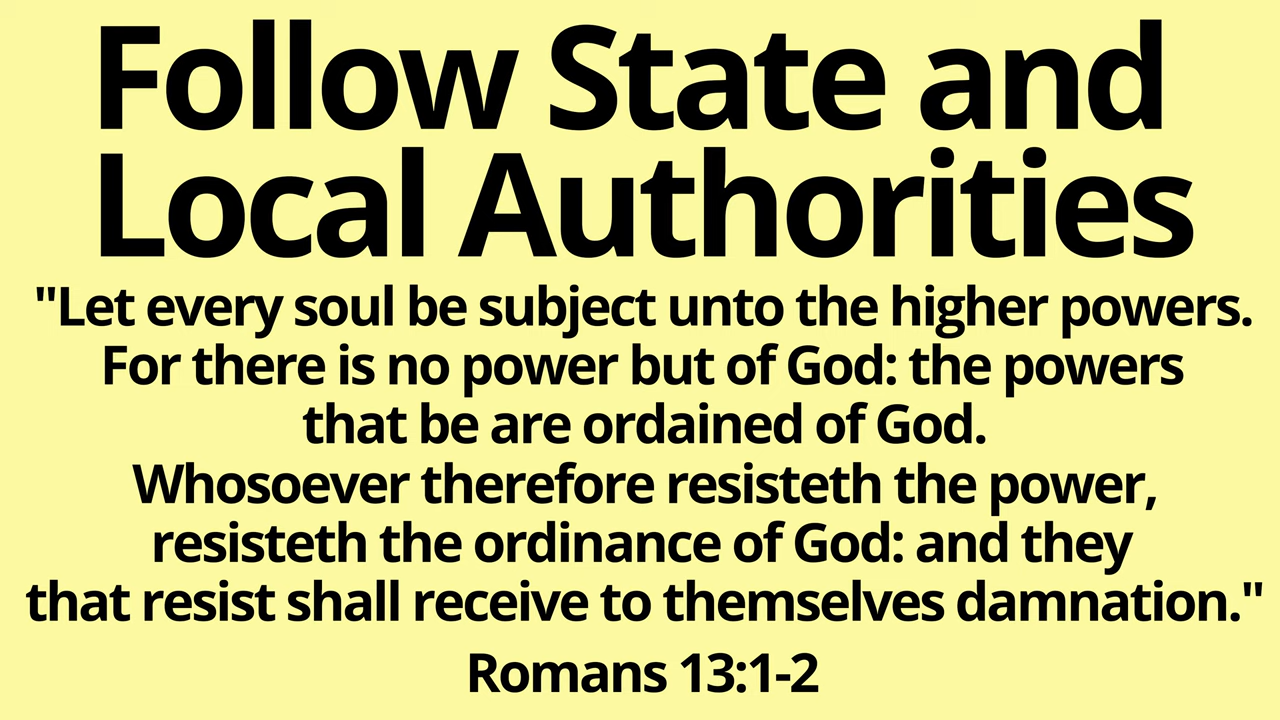 Follow State and
Local Authorities
"Let every soul be subject unto the higher powers.
For there is no power but of God: the powers
that be are ordained of God.
Whosoever therefore resisteth the power,
resisteth the ordinance of God: and they
that resist shall receive to themselves damnation."
Romans 13:1-2